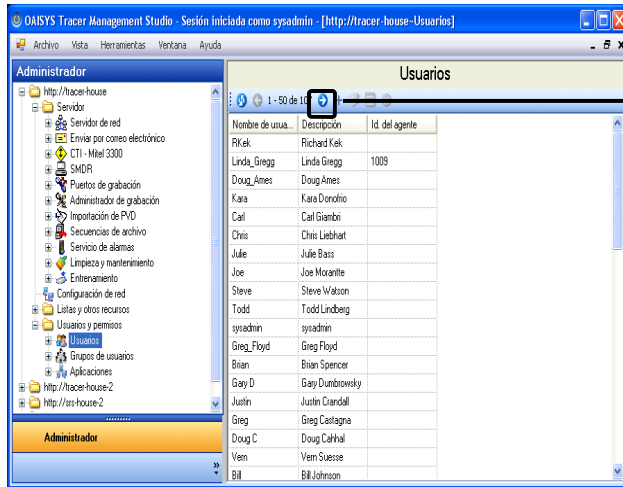 OAISYS Tracer Management Studio - Sesión iniciada como sysadmin - [http://tracer-house-Usuarios]
Archivo Vista Herramientas Ventana Ayuda
Administrador
http://tracer-house
Servidor
Servidor de red
Enviar por correo electrónico
CTI - Mitel 3300
SMDR
Puertos de grabación
Administrador de grabación
Importación de PVD
Secuencias de archivo
Servicio de alarmas
Limpieza y mantenimiento
Entrenamiento
Configuración de red
Listas y otros recursos
Usuarios y permisos
Usuarios
Grupos de usuarios
Aplicaciones
http://tracer-house-2
http://srs-house-2
Administrador
Usuarios
1 - 50 de
Nombre de usua... Descripción Id. del agente
RKek Richard Kek
Linda_Gregg Linda Gregg 1009
Doug_Ames Doug Ames
Kara Kara Donofrio
Carl Carl Giambri
Chris Chris Liebhart
Julie Julie Bass
Joe Joe Morantte
Steve Steve Watson
Todd Todd Lindberg
sysadmin sysadmin
Greg_Floyd Greg Floyd
Brian Brian Spencer
Gary D Gary Dumbrowsky
Justin Justin Crandall
Greg Greg Castagna
Doug C Doug Cahhal
Vern Vern Suesse
Bill Bill Johnson